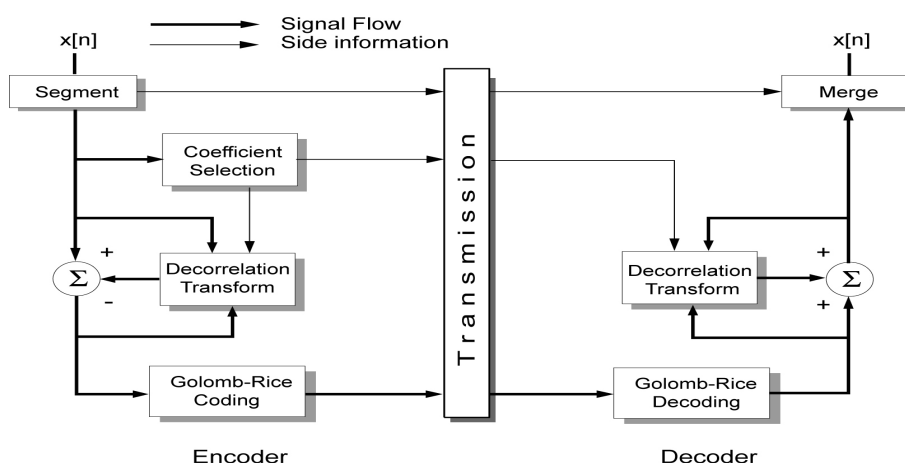 Signal Flow
Side information
x[n]
x[n]
Segment
Merge
Coefficient
Selection
Transmission
+
Σ
-
Decorrelation
Transform
Decorrelation
Transform
+
Σ
+
Golomb-Rice
Coding
Golomb-Rice
Decoding
Encoder
Decoder